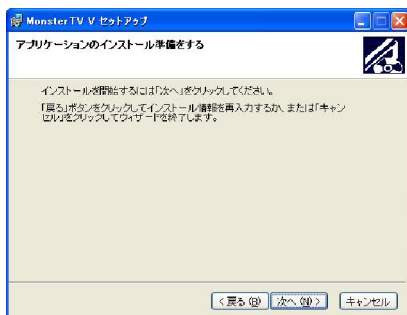 MonsterTV V セットアップ
アプリケーションのインストール準備をする
インストールを開始するには「次へ」をクリックしてください。
「戻る」ボタンをクリックしてインストール情報を再入力するか、または「キャン
セル」をクリックしてウィザードを終了します。
< 戻る (B)
次へ (N) >
キャンセル